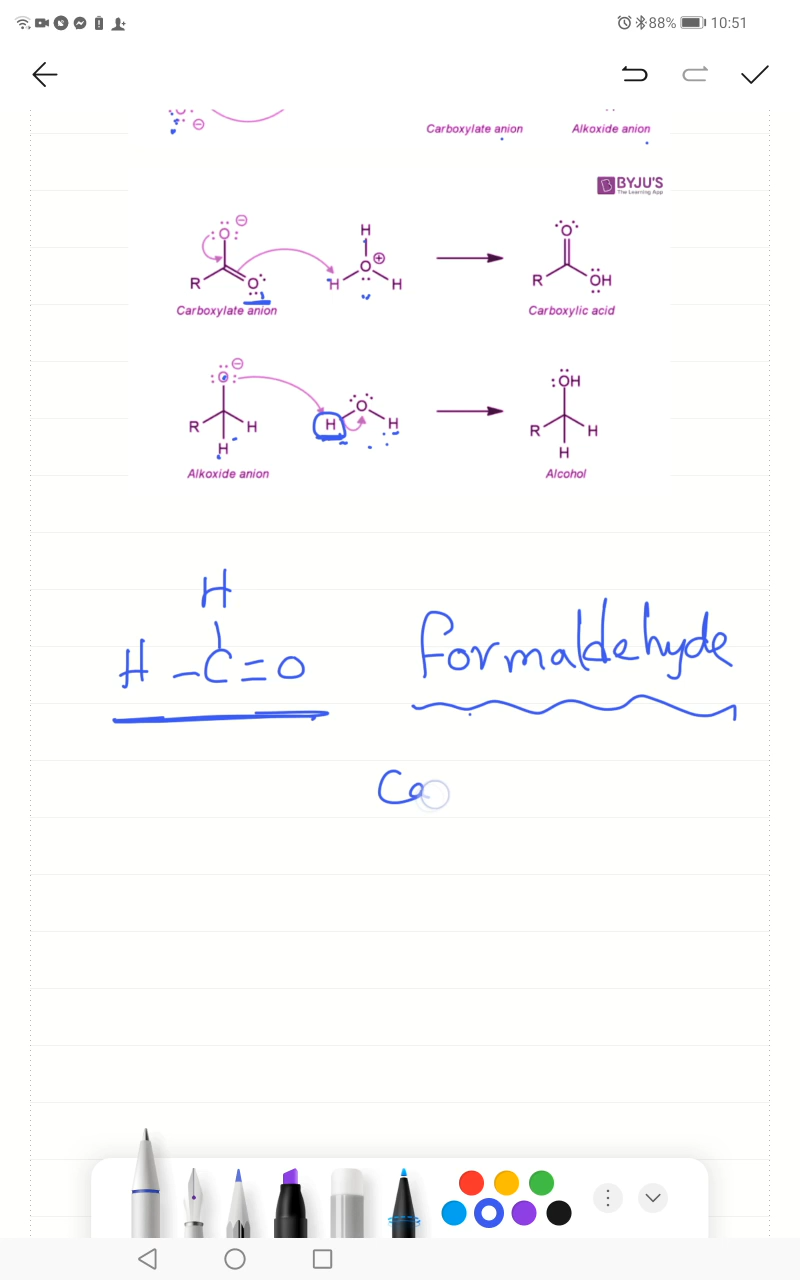 88% 10:51
:O: ⊖
Carboxylate anion Alkoxide anion
B BYJU'S
The Learning App
:O: ⊖
R O
Carboxylate anion
H
O ⊕
H H
O
R OH
Carboxylic acid
:O: ⊖
R H
H
Alkoxide anion
O
H H
:OH
R H
H
Alcohol
H
H - C = O formaldehyde
Ca